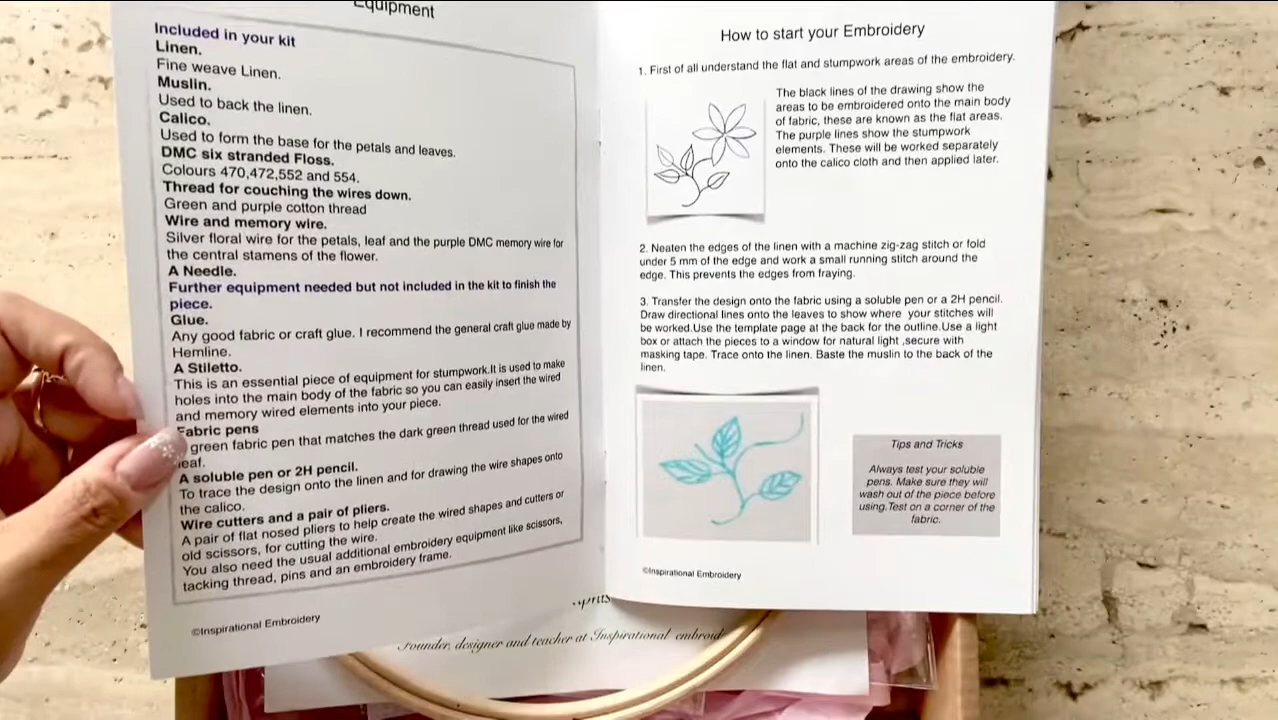 Equipment
Included in your kit
Linen.
Fine weave Linen.
Muslin.
Used to back the linen.
Calico.
Used to form the base for the petals and leaves.
DMC six stranded Floss.
Colours 470,472,552 and 554.
Thread for couching the wires down.
Green and purple cotton thread
Wire and memory wire.
Silver floral wire for the petals, leaf and the purple DMC memory wire for
the central stamens of the flower.
A Needle.
Further equipment needed but not included in the kit to finish the
piece.
Glue.
Any good fabric or craft glue. I recommend the general craft glue made by
Hemline.
A Stiletto.
This is an essential piece of equipment for stumpwork.It is used to make
holes into the main body of the fabric so you can easily insert the wired
and memory wired elements into your piece.
Fabric pens
green fabric pen that matches the dark green thread used for the wired
leaf.
A soluble pen or 2H pencil.
To trace the design onto the linen and for drawing the wire shapes onto
the calico.
Wire cutters and a pair of pliers.
A pair of flat nosed pliers to help create the wired shapes and cutters or
old scissors, for cutting the wire.
You also need the usual additional embroidery equipment like scissors,
tacking thread, pins and an embroidery frame.
©Inspirational Embroidery
How to start your Embroidery
1. First of all understand the flat and stumpwork areas of the embroidery.
The black lines of the drawing show the
areas to be embroidered onto the main body
of fabric, these are known as the flat areas.
The purple lines show the stumpwork
elements. These will be worked separately
onto the calico cloth and then applied later.
2. Neaten the edges of the linen with a machine zig-zag stitch or fold
under 5 mm of the edge and work a small running stitch around the
edge. This prevents the edges from fraying.
3. Transfer the design onto the fabric using a soluble pen or a 2H pencil.
Draw directional lines onto the leaves to show where your stitches will
be worked.Use the template page at the back for the outline.Use a light
box or attach the pieces to a window for natural light ,secure with
masking tape. Trace onto the linen. Baste the muslin to the back of the
linen.
Tips and Tricks
Always test your soluble
pens. Make sure they will
wash out of the piece before
using.Test on a corner of the
fabric.
©Inspirational Embroidery
Founder, designer and teacher at Inspirational embroid